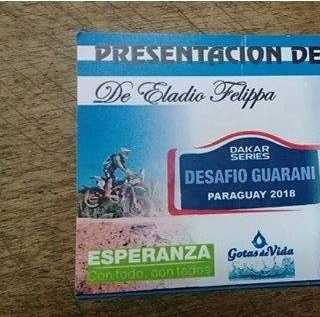 PRESENTACION DE
De Eladio Felippa
DAKAR
SERIES
DESAFIO GUARANI
PARAGUAY 2018
ESPERANZA
Con todo, con todos
Gotas de Vida